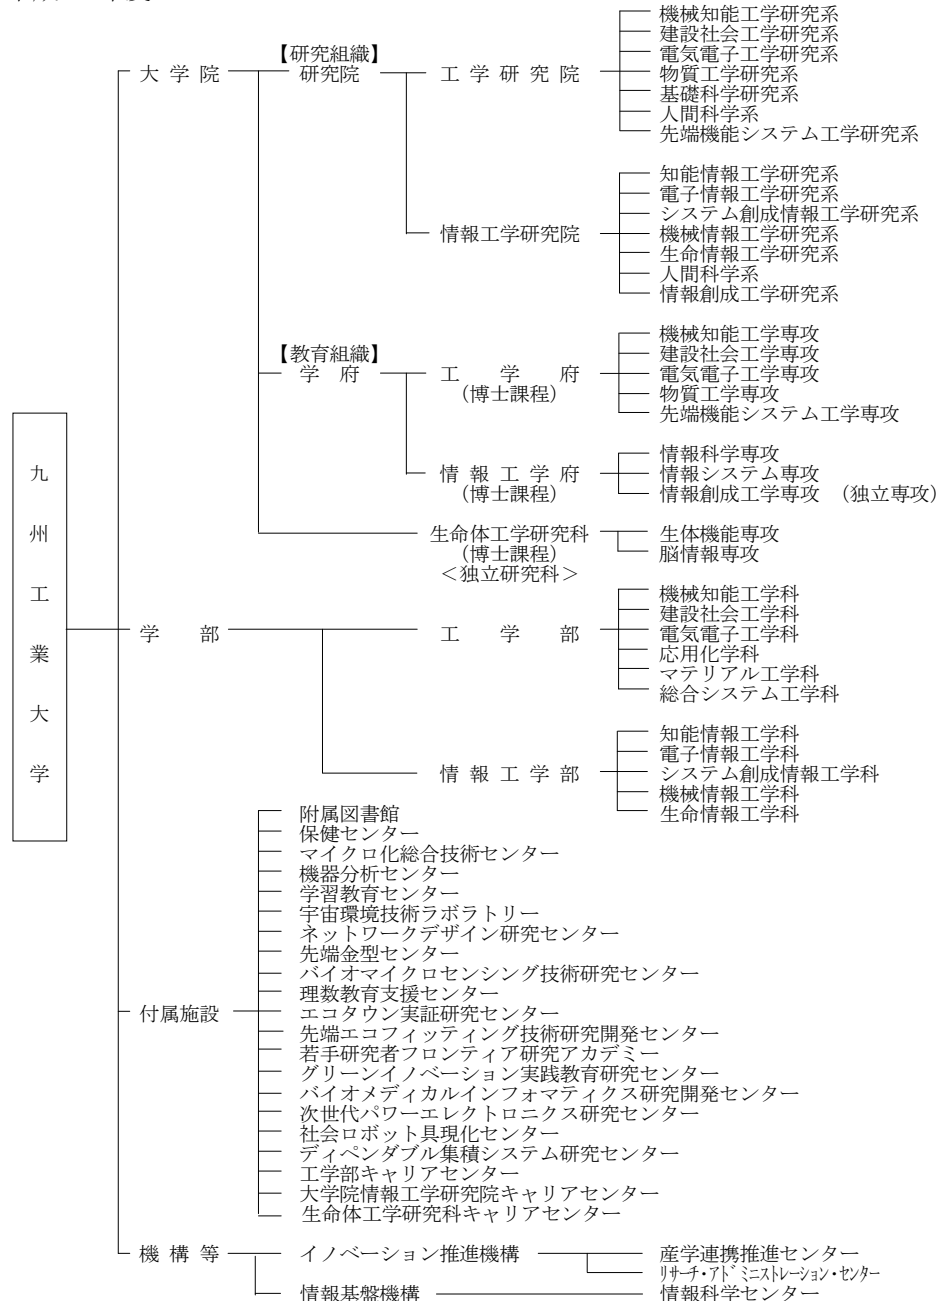 機械知能工学研究系
建設社会工学研究系
【研究組織】 電気電子工学研究系
大学院 研究院 工学研究院 物質工学研究系
基礎科学研究系
人間科学系
先端機能システム工学研究系
知能情報工学研究系
電子情報工学研究系
システム創成情報工学研究系
情報工学研究院 機械情報工学研究系
生命情報工学研究系
人間科学系
情報創成工学研究系
機械知能工学専攻
【教育組織】 建設社会工学専攻
学府 工学府 電気電子工学専攻
(博士課程) 物質工学専攻
先端機能システム工学専攻
情報科学専攻
情報工学府 情報システム専攻
(博士課程) 情報創成工学専攻 (独立専攻)
生命体工学研究科 生体機能専攻
(博士課程) 脳情報専攻
<独立研究科>
九州工業大学
機械知能工学科
建設社会工学科
学部 工学部 電気電子工学科
応用化学科
マテリアル工学科
総合システム工学科
知能情報工学科
電子情報工学科
情報工学部 システム創成情報工学科
機械情報工学科
生命情報工学科
附属図書館
保健センター
マイクロ化総合技術センター
機器分析センター
学習教育センター
宇宙環境技術ラボラトリー
ネットワークデザイン研究センター
先端金型センター
バイオマイクロセンシング技術研究センター
理数教育支援センター
付属施設 エコタウン実証研究センター
先端エコフィッティング技術研究開発センター
若手研究者フロンティア研究アカデミー
グリーンイノベーション実践教育研究センター
バイオメディカルインフォマティクス研究開発センター
次世代パワーエレクトロニクス研究センター
社会ロボット具現化センター
ディペンダブル集積システム研究センター
工学部キャリアセンター
大学院情報工学研究院キャリアセンター
生命体工学研究科キャリアセンター
機構等 イノベーション推進機構 産学連携推進センター
リサーチ・アドミニストレーション・センター
情報基盤機構 情報科学センター